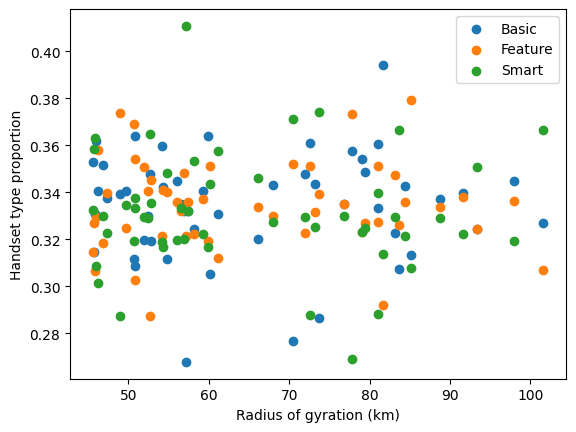 Basic
Feature
Smart
0.40
0.38
0.36
0.34
0.32
0.30
0.28
Handset type proportion
50
60
70
80
90
100
Radius of gyration (km)